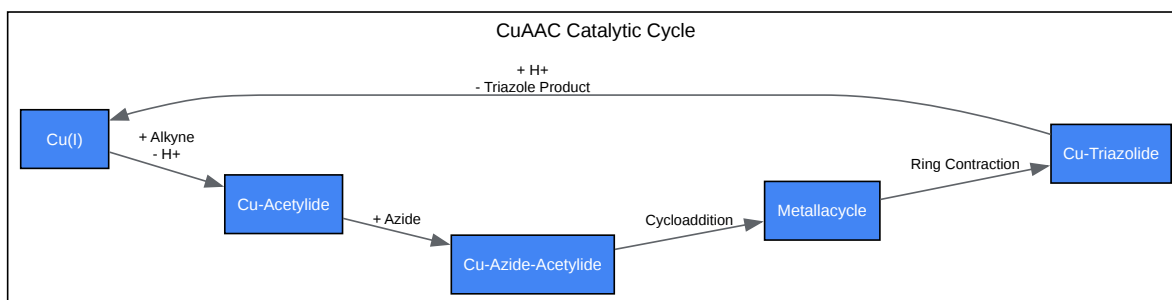 CuAAC Catalytic Cycle
+ H+
- Triazole Product
Cu(I)
+ Alkyne
- H+
Cu-Acetylide
+ Azide
Cu-Azide-Acetylide
Cycloaddition
Metallacycle
Ring Contraction
Cu-Triazolide